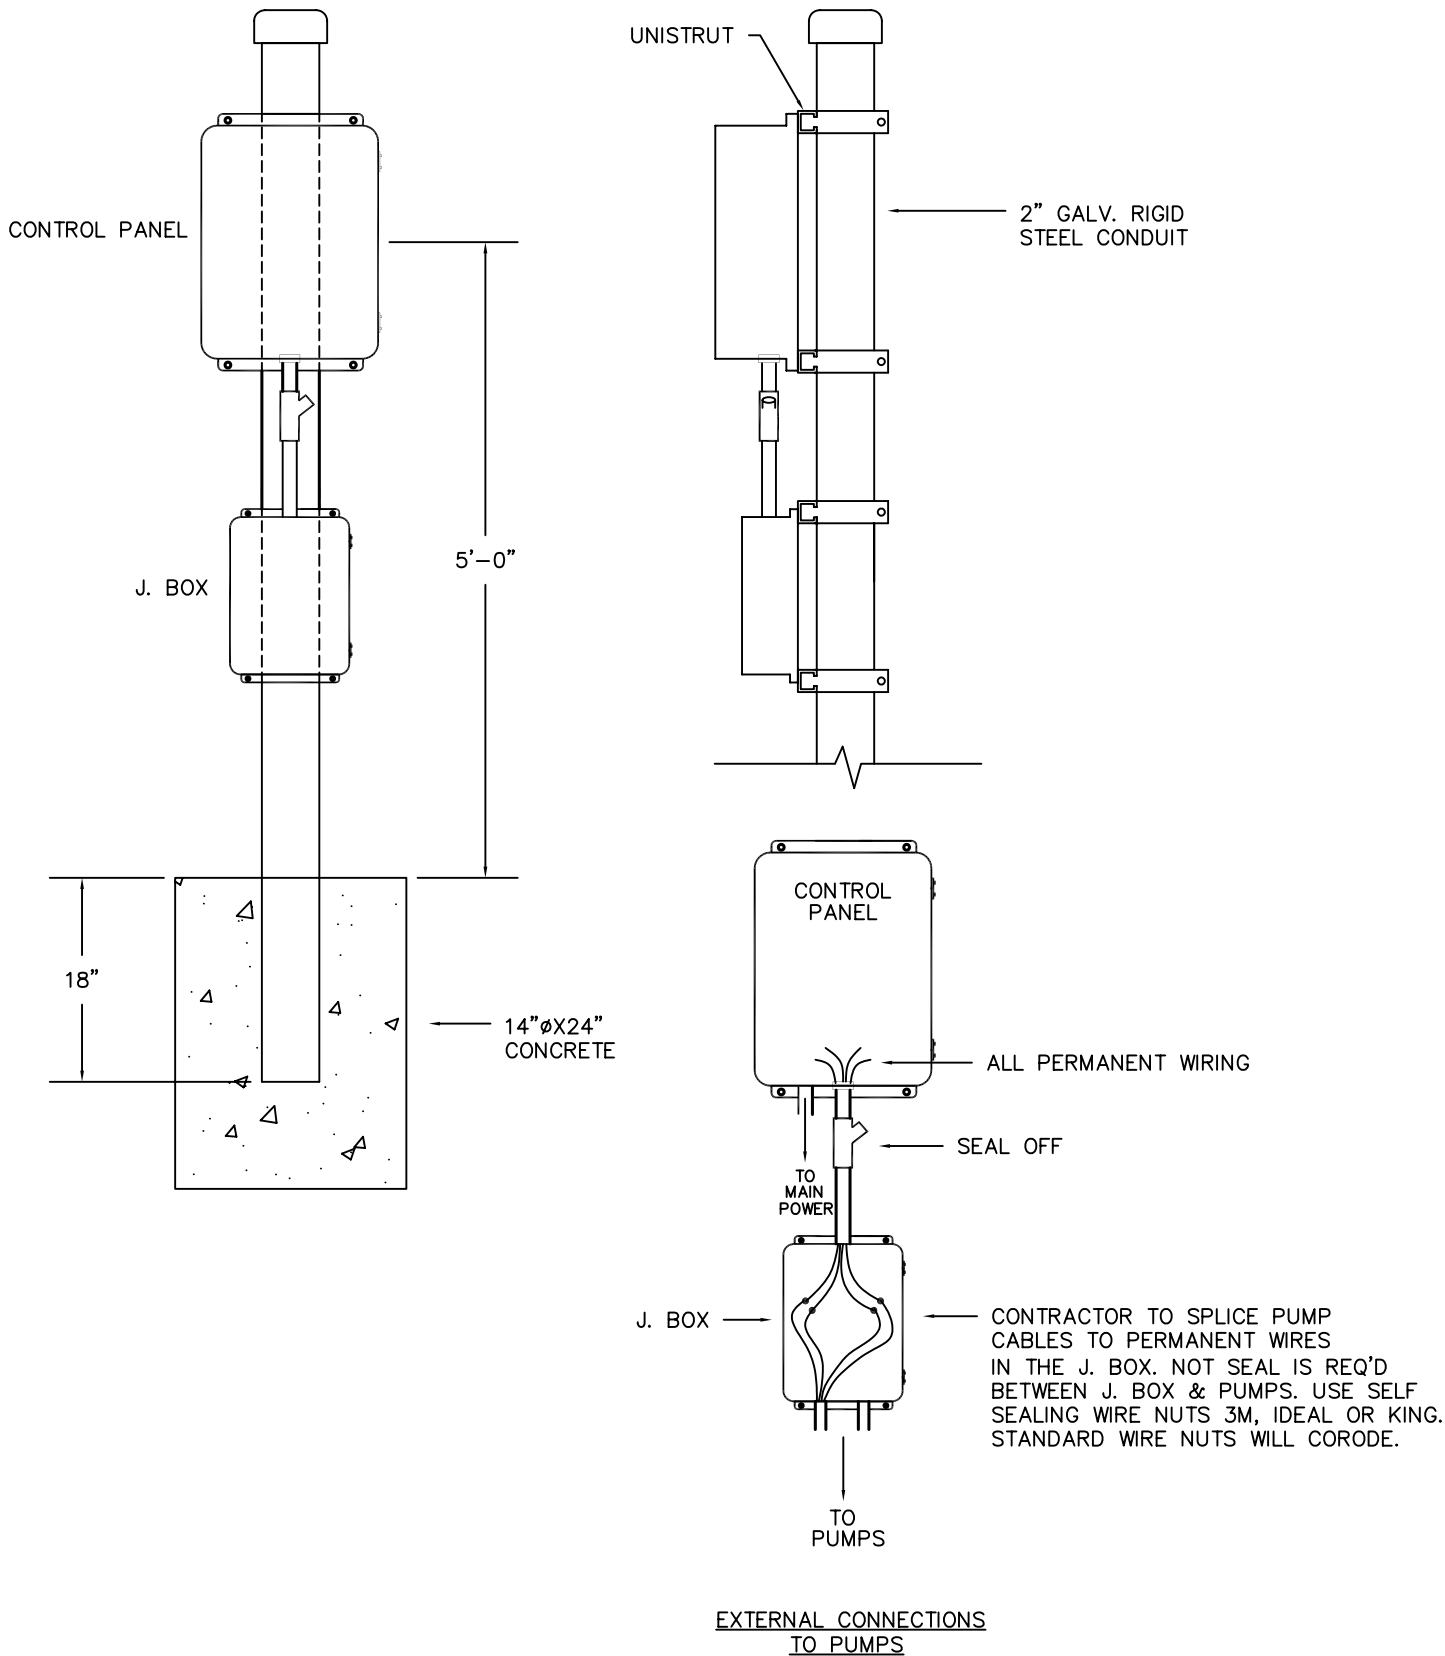 UNISTRUT
2" GALV. RIGID
STEEL CONDUIT
CONTROL PANEL
5'-0"
J. BOX
18"
14"øX24"
CONCRETE
CONTROL
PANEL
ALL PERMANENT WIRING
SEAL OFF
TO
MAIN
POWER
J. BOX
CONTRACTOR TO SPLICE PUMP
CABLES TO PERMANENT WIRES
IN THE J. BOX. NOT SEAL IS REQ'D
BETWEEN J. BOX & PUMPS. USE SELF
SEALING WIRE NUTS 3M, IDEAL OR KING.
STANDARD WIRE NUTS WILL CORODE.
TO
PUMPS
EXTERNAL CONNECTIONS
TO PUMPS